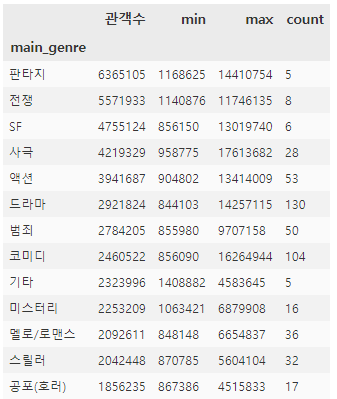 관객수 min max count
main_genre
판타지 6365105 1168625 14410754 5
전쟁 5571933 1140876 11746135 8
SF 4755124 856150 13019740 6
사극 4219329 958775 17613682 28
액션 3941687 904802 13414009 53
드라마 2921824 844103 14257115 130
범죄 2784205 855980 9707158 50
코미디 2460522 856090 16264944 104
기타 2323996 1408882 4583645 5
미스터리 2253209 1063421 6879908 16
멜로/로맨스 2092611 848148 6654837 36
스릴러 2042448 870785 5604104 32
공포(호러) 1856235 867386 4515833 17